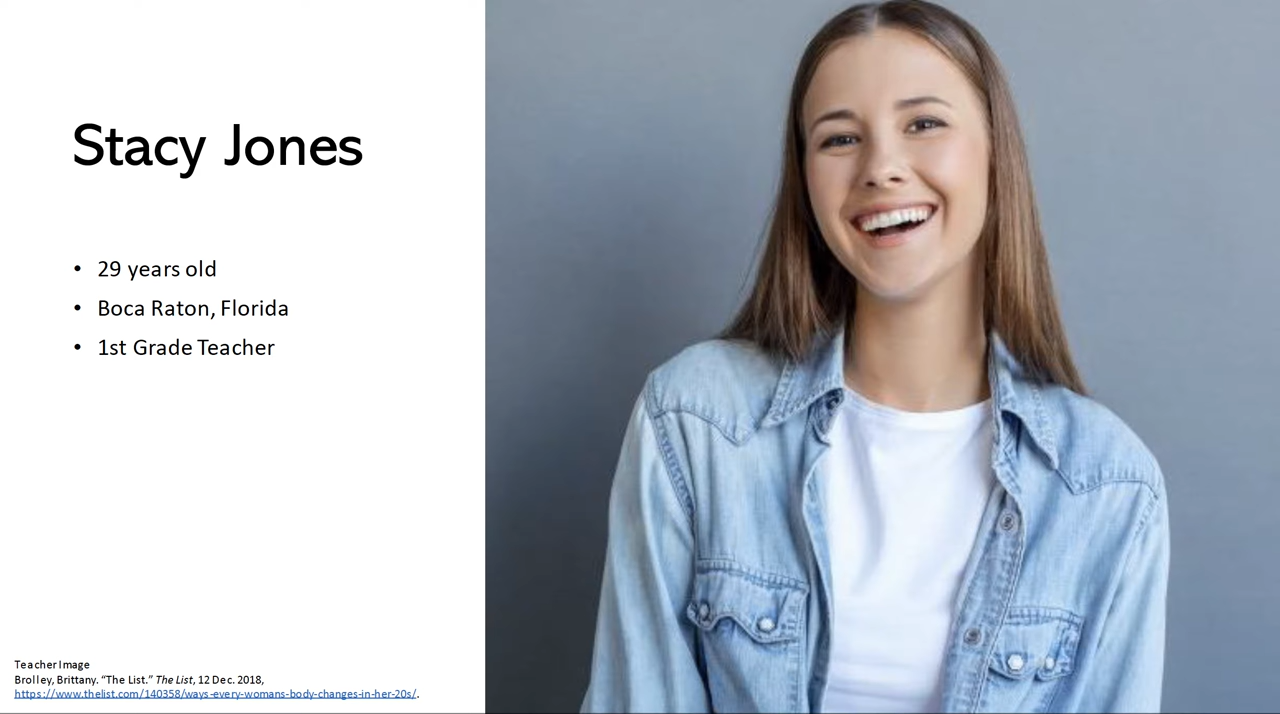 Stacy Jones
• 29 years old
• Boca Raton, Florida
• 1st Grade Teacher
Teacher Image
Brolley, Brittany. “The List.” The List, 12 Dec. 2018,
https://www.thelist.com/140358/ways-every-womans-body-changes-in-her-20s/.